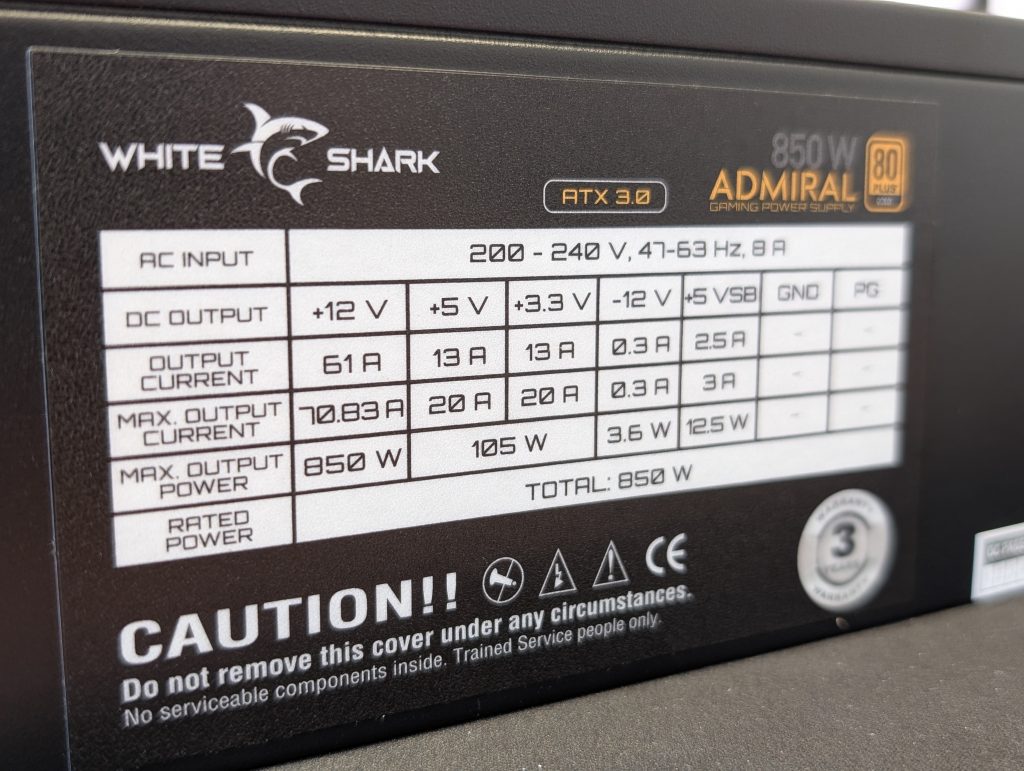 WHITE SHARK
850 W
ADMIRAL
GAMING POWER SUPPLY
80
PLUS
GOLD
ATX 3.0
AC INPUT 200 - 240 V, 47-63 Hz, 8 A
DC OUTPUT +12 V +5 V +3.3 V -12 V +5 VSB GND PG
OUTPUT CURRENT 61 A 13 A 13 A 0.3 A 2.5 A - -
MAX. OUTPUT CURRENT 70.83 A 20 A 20 A 0.3 A 3 A - -
MAX. OUTPUT POWER 850 W 105 W 3.6 W 12.5 W - -
RATED POWER TOTAL: 850 W
WARRANTY
3
YEARS
WARRANTY
CAUTION!! CE
Do not remove this cover under any circumstances.
No serviceable components inside. Trained Service people only.